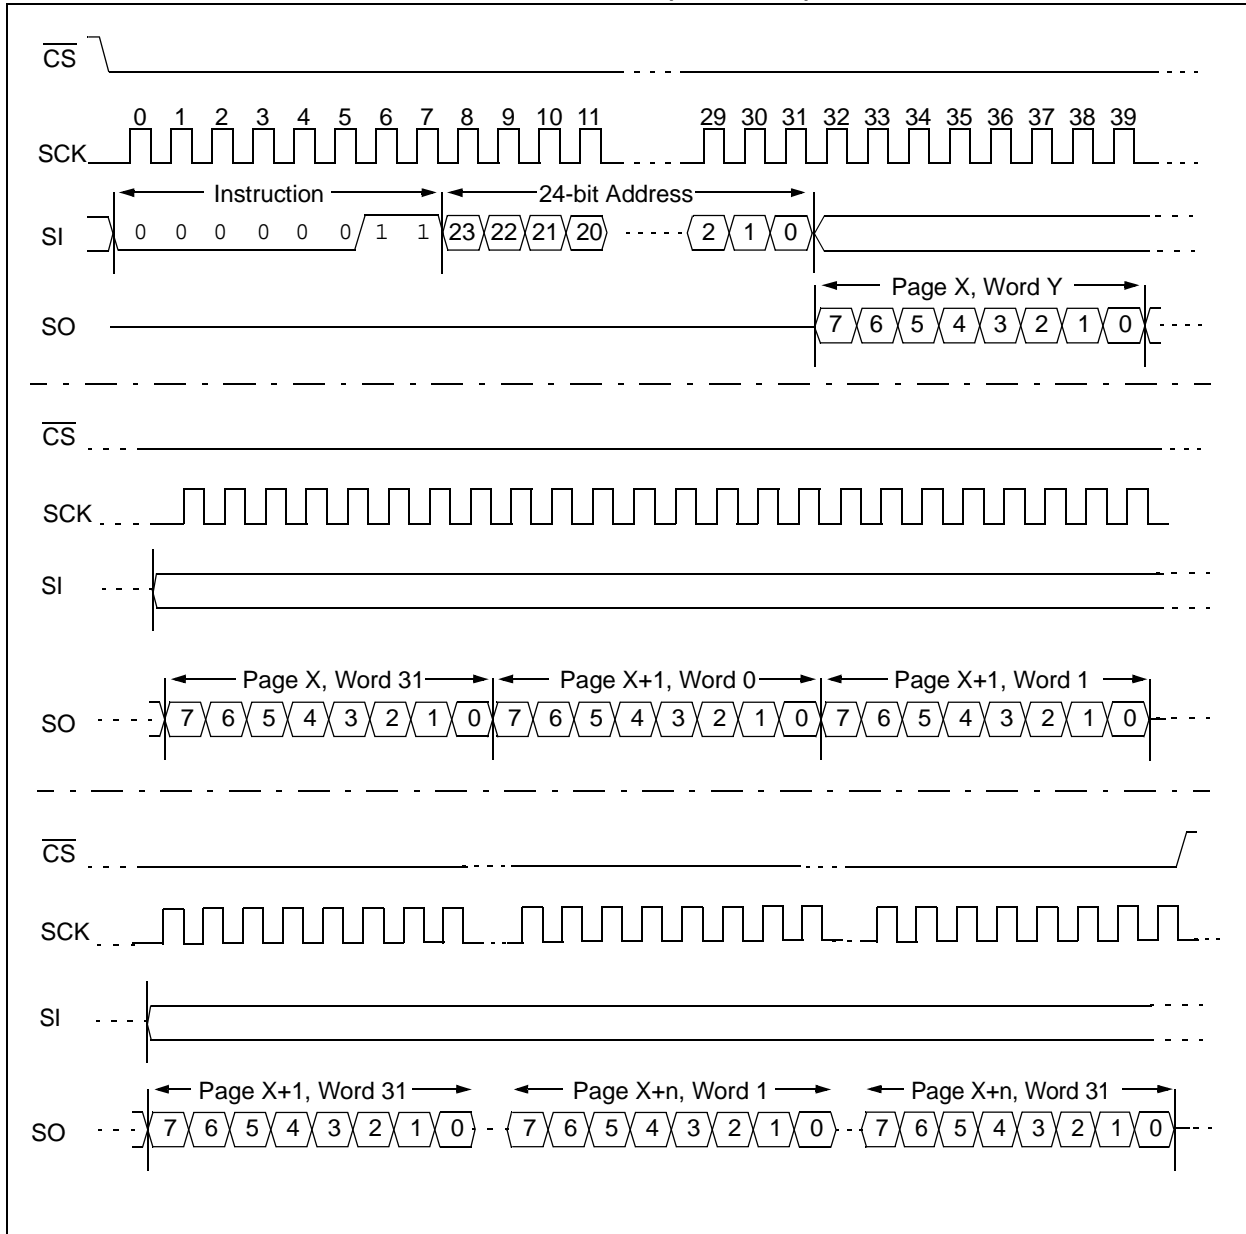 CS
0 1 2 3 4 5 6 7 8 9 10 11 29 30 31 32 33 34 35 36 37 38 39
SCK
Instruction 24-bit Address
SI 0 0 0 0 0 0 1 1 23 22 21 20 2 1 0
Page X, Word Y
SO 7 6 5 4 3 2 1 0
CS
SCK
SI
Page X, Word 31 Page X+1, Word 0 Page X+1, Word 1
SO 7 6 5 4 3 2 1 0 7 6 5 4 3 2 1 0 7 6 5 4 3 2 1 0
CS
SCK
SI
Page X+1, Word 31 Page X+n, Word 1 Page X+n, Word 31
SO 7 6 5 4 3 2 1 0 7 6 5 4 3 2 1 0 7 6 5 4 3 2 1 0